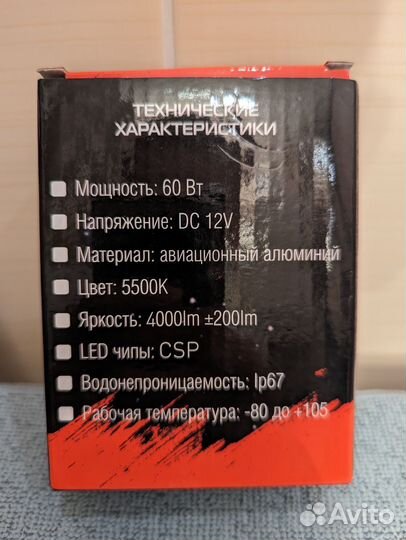 ТЕХНИЧЕСКИЕ
ХАРАКТЕРИСТИКИ
Мощность: 60 Вт
Напряжение: DC 12V
Материал: авиационный алюминий
Цвет: 5500K
Яркость: 4000lm ±200lm
LED чипы: CSP
Водонепроницаемость: Ip67
Рабочая температура: -80 до +105
Avito